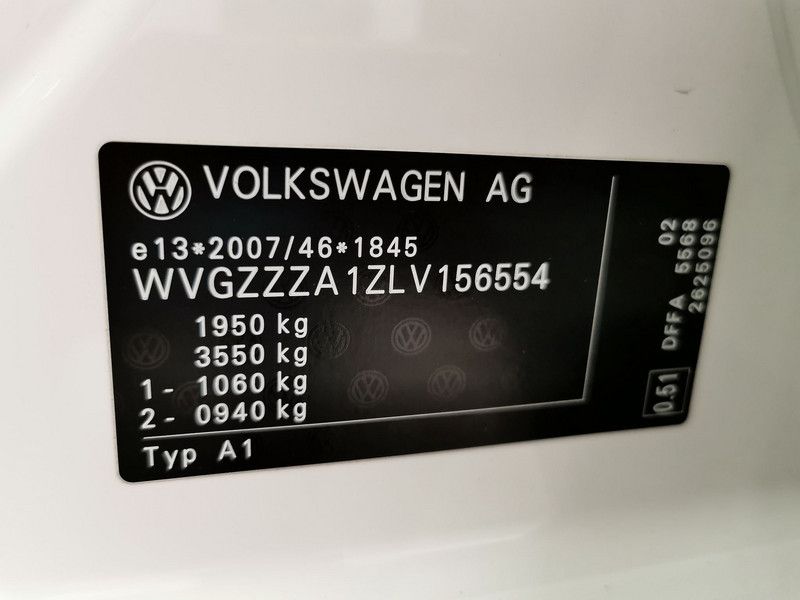 VOLKSWAGEN AG
e13*2007/46*1845
WVGZZZA1ZLV156554
1950 kg
3550 kg
1 - 1060 kg
2 - 0940 kg
Typ A1
02
DFFA 5568
2625096
0.51